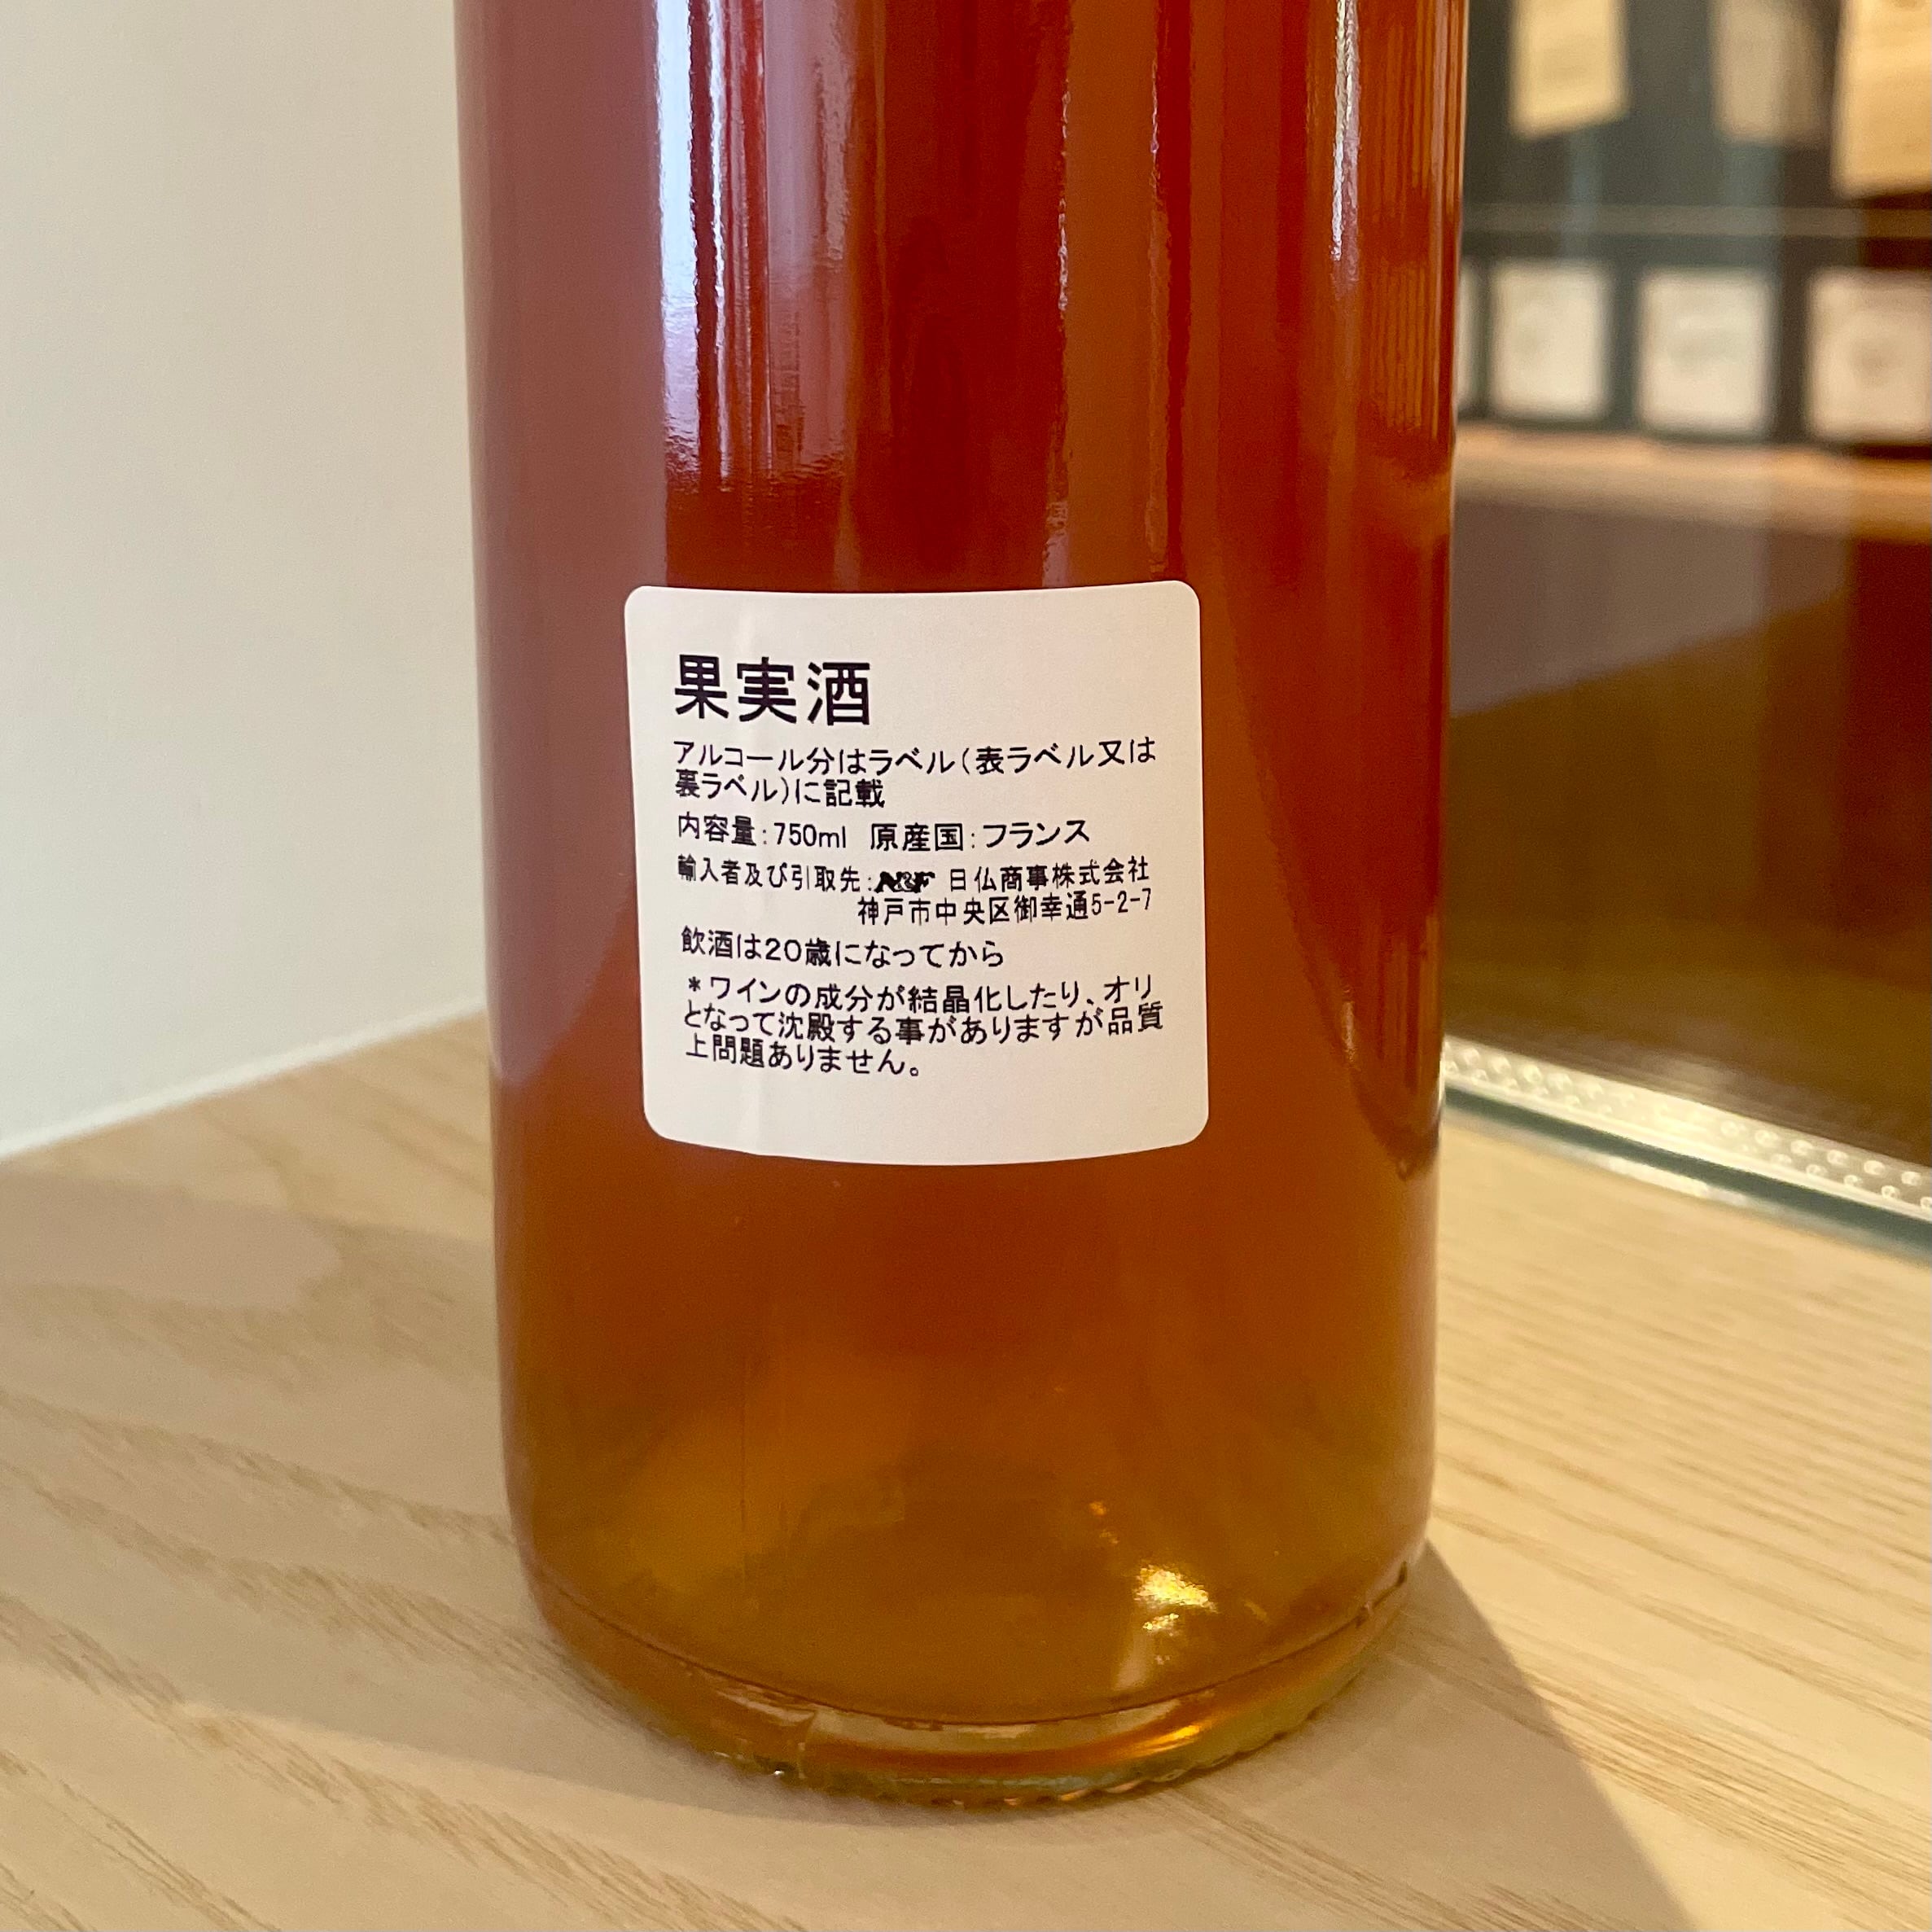 果実酒
アルコール分はラベル(表ラベル又は
裏ラベル)に記載
内容量:750ml 原産国:フランス
輸入者及び引取先:N&F 日仏商事株式会社
神戸市中央区御幸通5-2-7
飲酒は20歳になってから
*ワインの成分が結晶化したり、オリ
となって沈殿する事がありますが品質
上問題ありません。